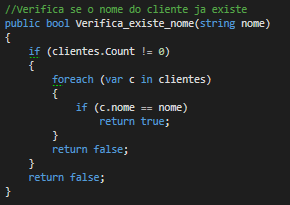 //Verifica se o nome do cliente ja existe
public bool Verifica_existe_nome(string nome)
{
    if (clientes.Count != 0)
    {
        foreach (var c in clientes)
        {
            if (c.nome == nome)
                return true;
        }
        return false;
    }
    return false;
}